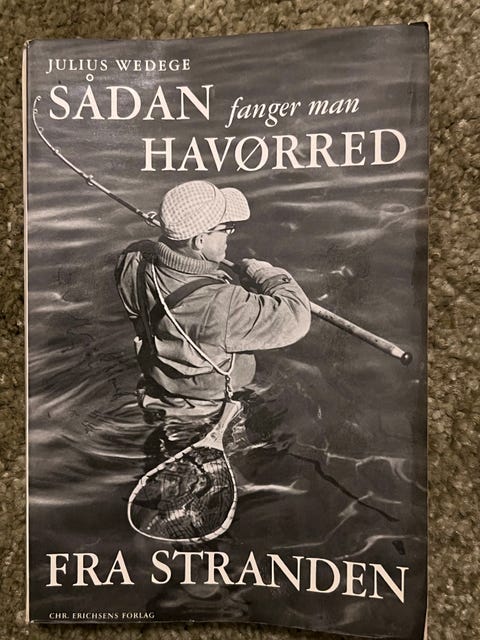 JULIUS WEDEGE
SÅDAN fanger man
HAVØRRED
FRA STRANDEN
CHR. ERICHSENS FORLAG